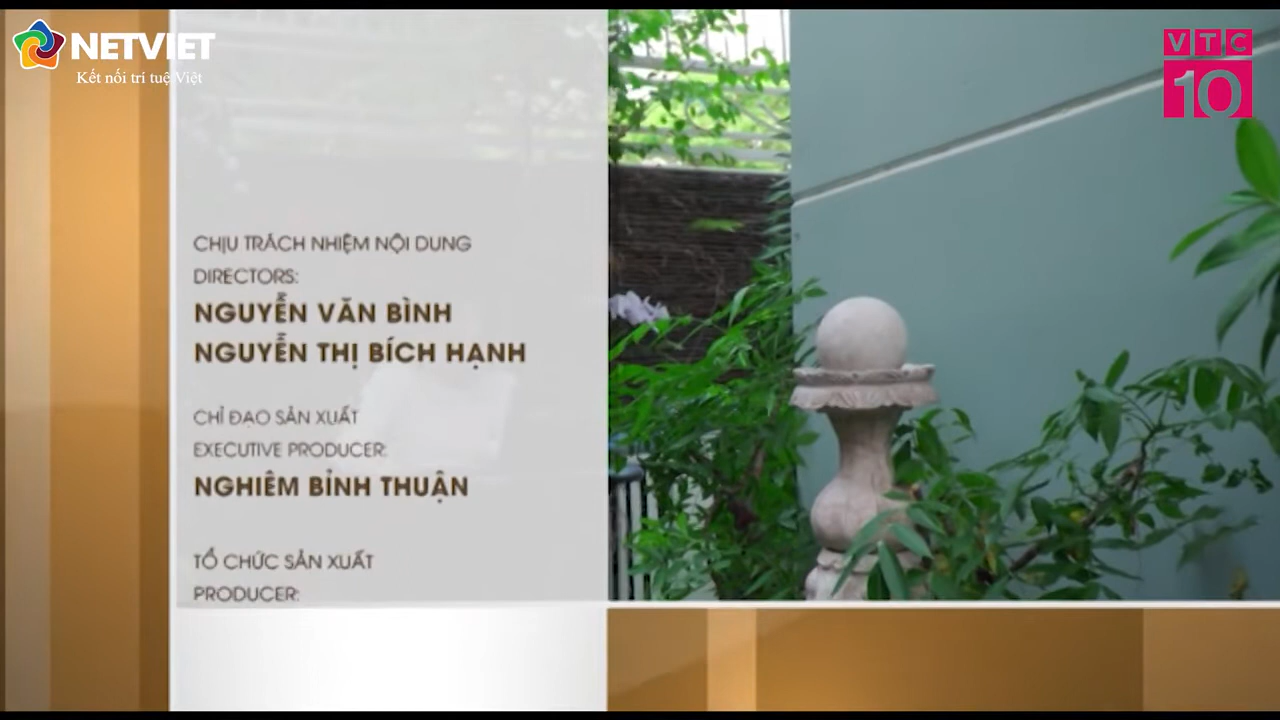 NETVIET
Kết nối trí tuệ Việt
VTC
10
CHỊU TRÁCH NHIỆM NỘI DUNG
DIRECTORS:
NGUYỄN VĂN BÌNH
NGUYỄN THỊ BÍCH HẠNH
CHỈ ĐẠO SẢN XUẤT
EXECUTIVE PRODUCER:
NGHIÊM BỈNH THUẬN
TỔ CHỨC SẢN XUẤT
PRODUCER: